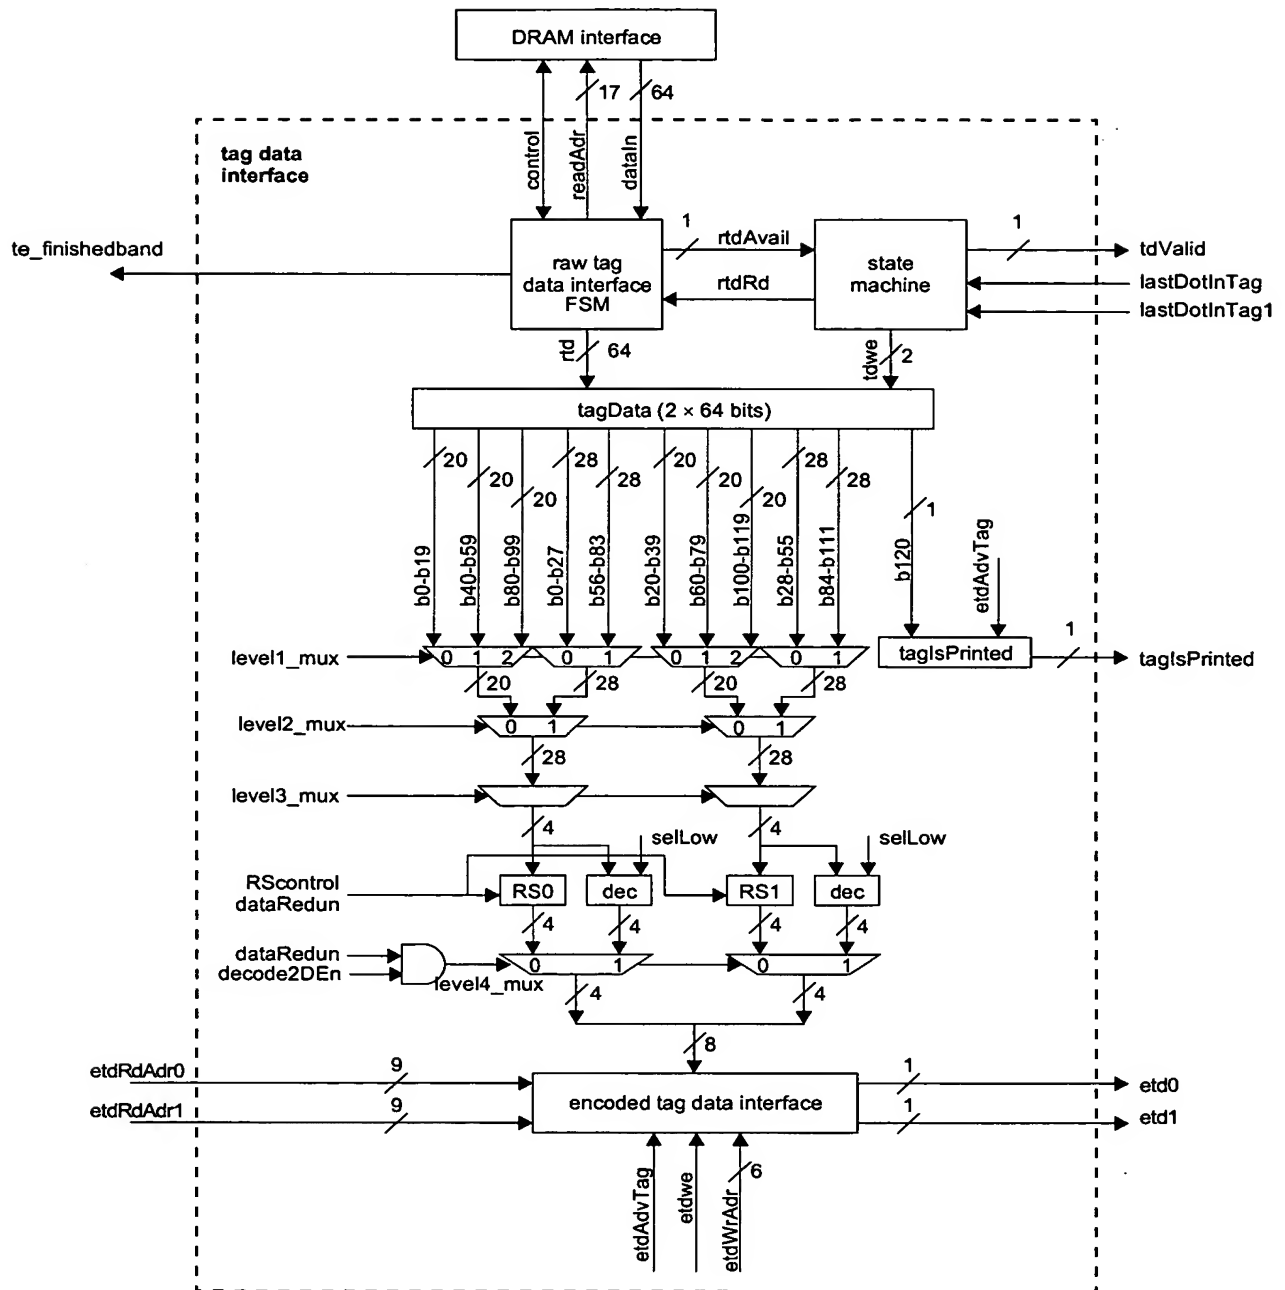 DRAM interface
17
64
tag data
interface
control
readAdr
dataIn
te_finishedband
raw tag
data interface
FSM
1
rtdAvail
rtdRd
state
machine
1
tdValid
lastDotInTag
lastDotInTag1
rtd
64
tdwe
2
tagData (2 × 64 bits)
20
20
20
28
28
20
20
20
28
28
1
b0-b19
b40-b59
b80-b99
b0-b27
b56-b83
b20-b39
b60-b79
b100-b119
b28-b55
b84-b111
b120
etdAdvTag
level1_mux
0 1 2
0 1
0 1 2
0 1
tagIsPrinted
1
tagIsPrinted
20
28
20
28
level2_mux
0 1
0 1
28
28
level3_mux
4
selLow
4
selLow
RScontrol
dataRedun
RS0
dec
RS1
dec
4
4
4
4
dataRedun
decode2DEn
level4_mux
0 1
0 1
4
4
8
etdRdAdr0
9
etdRdAdr1
9
encoded tag data interface
1
etd0
1
etd1
etdAdvTag
etdwe
etdWrAdr
6